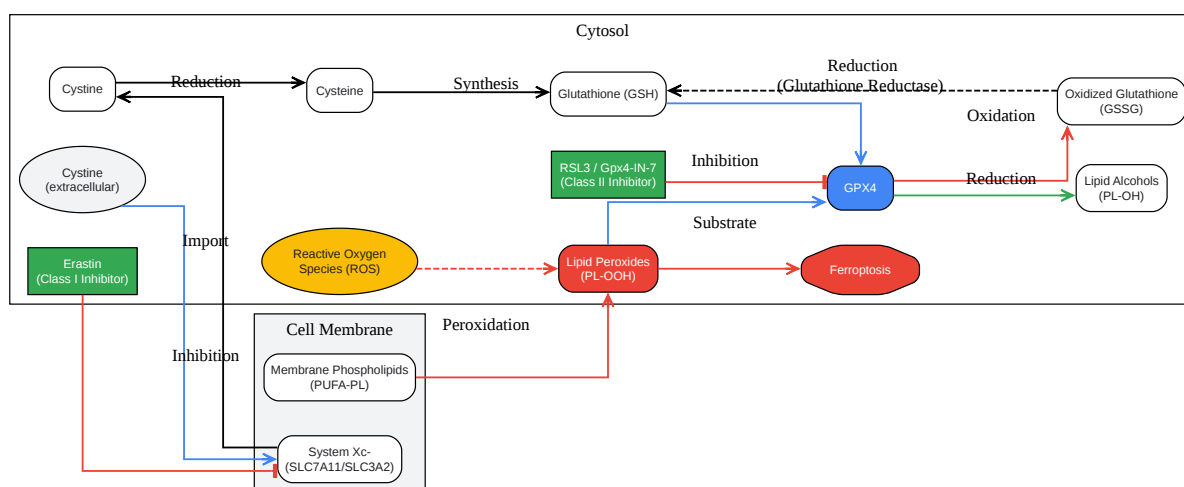 Cytosol
Cystine
Reduction
Cysteine
Synthesis
Glutathione (GSH)
Reduction
(Glutathione Reductase)
Oxidized Glutathione
(GSSG)
Oxidation
Cystine
(extracellular)
RSL3 / Gpx4-IN-7
(Class II Inhibitor)
Inhibition
GPX4
Reduction
Lipid Alcohols
(PL-OH)
Import
Substrate
Erastin
(Class I Inhibitor)
Reactive Oxygen
Species (ROS)
Lipid Peroxides
(PL-OOH)
Ferroptosis
Cell Membrane
Peroxidation
Inhibition
Membrane Phospholipids
(PUFA-PL)
System Xc-
(SLC7A11/SLC3A2)